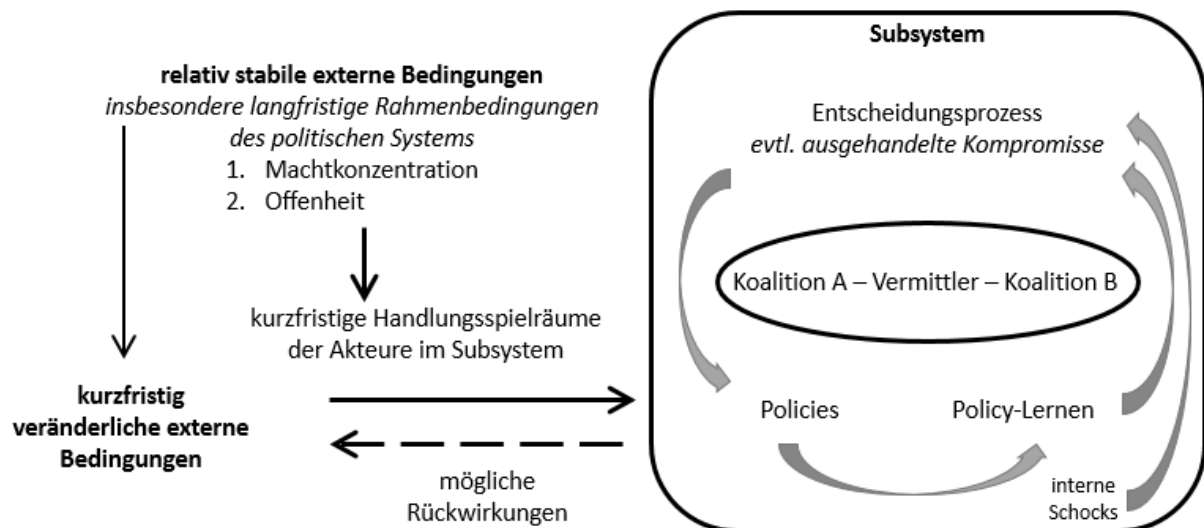 relativ stabile externe Bedingungen
insbesondere langfristige Rahmenbedingungen
des politischen Systems
1. Machtkonzentration
2. Offenheit
kurzfristige Handlungsspielräume
der Akteure im Subsystem
kurzfristig
veränderliche externe
Bedingungen
mögliche
Rückwirkungen
Subsystem
Entscheidungsprozess
evtl. ausgehandelte Kompromisse
Koalition A – Vermittler – Koalition B
Policies
Policy-Lernen
interne
Schocks